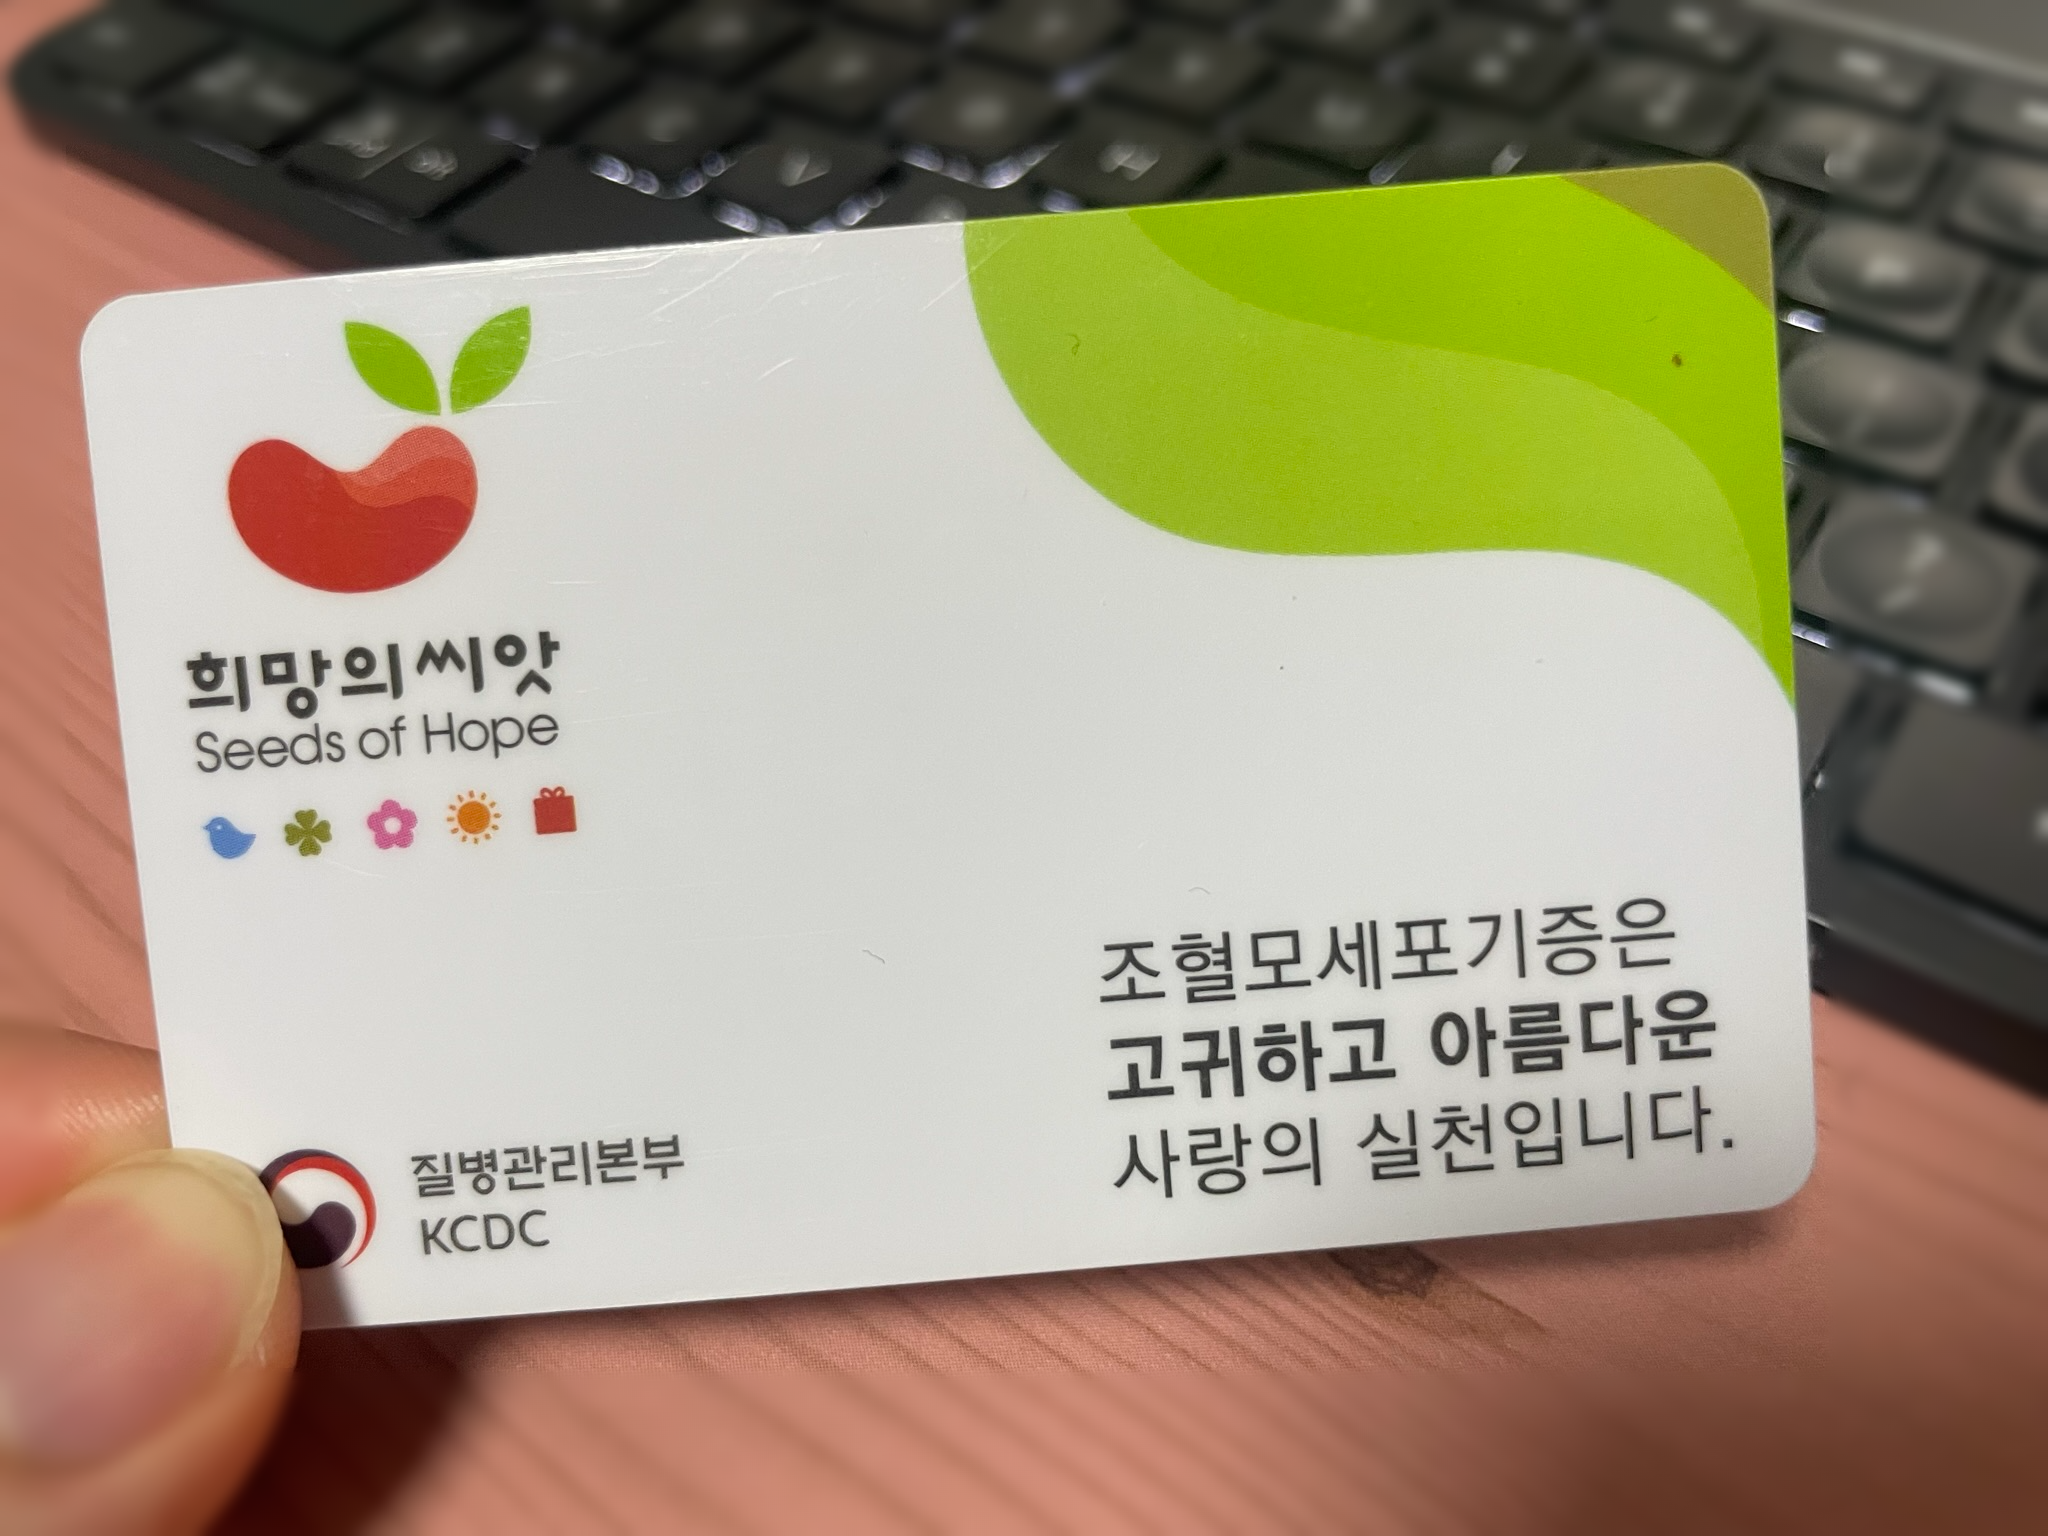 희망의씨앗
Seeds of Hope
조혈모세포기증은
고귀하고 아름다운
사랑의 실천입니다.
질병관리본부
KCDC